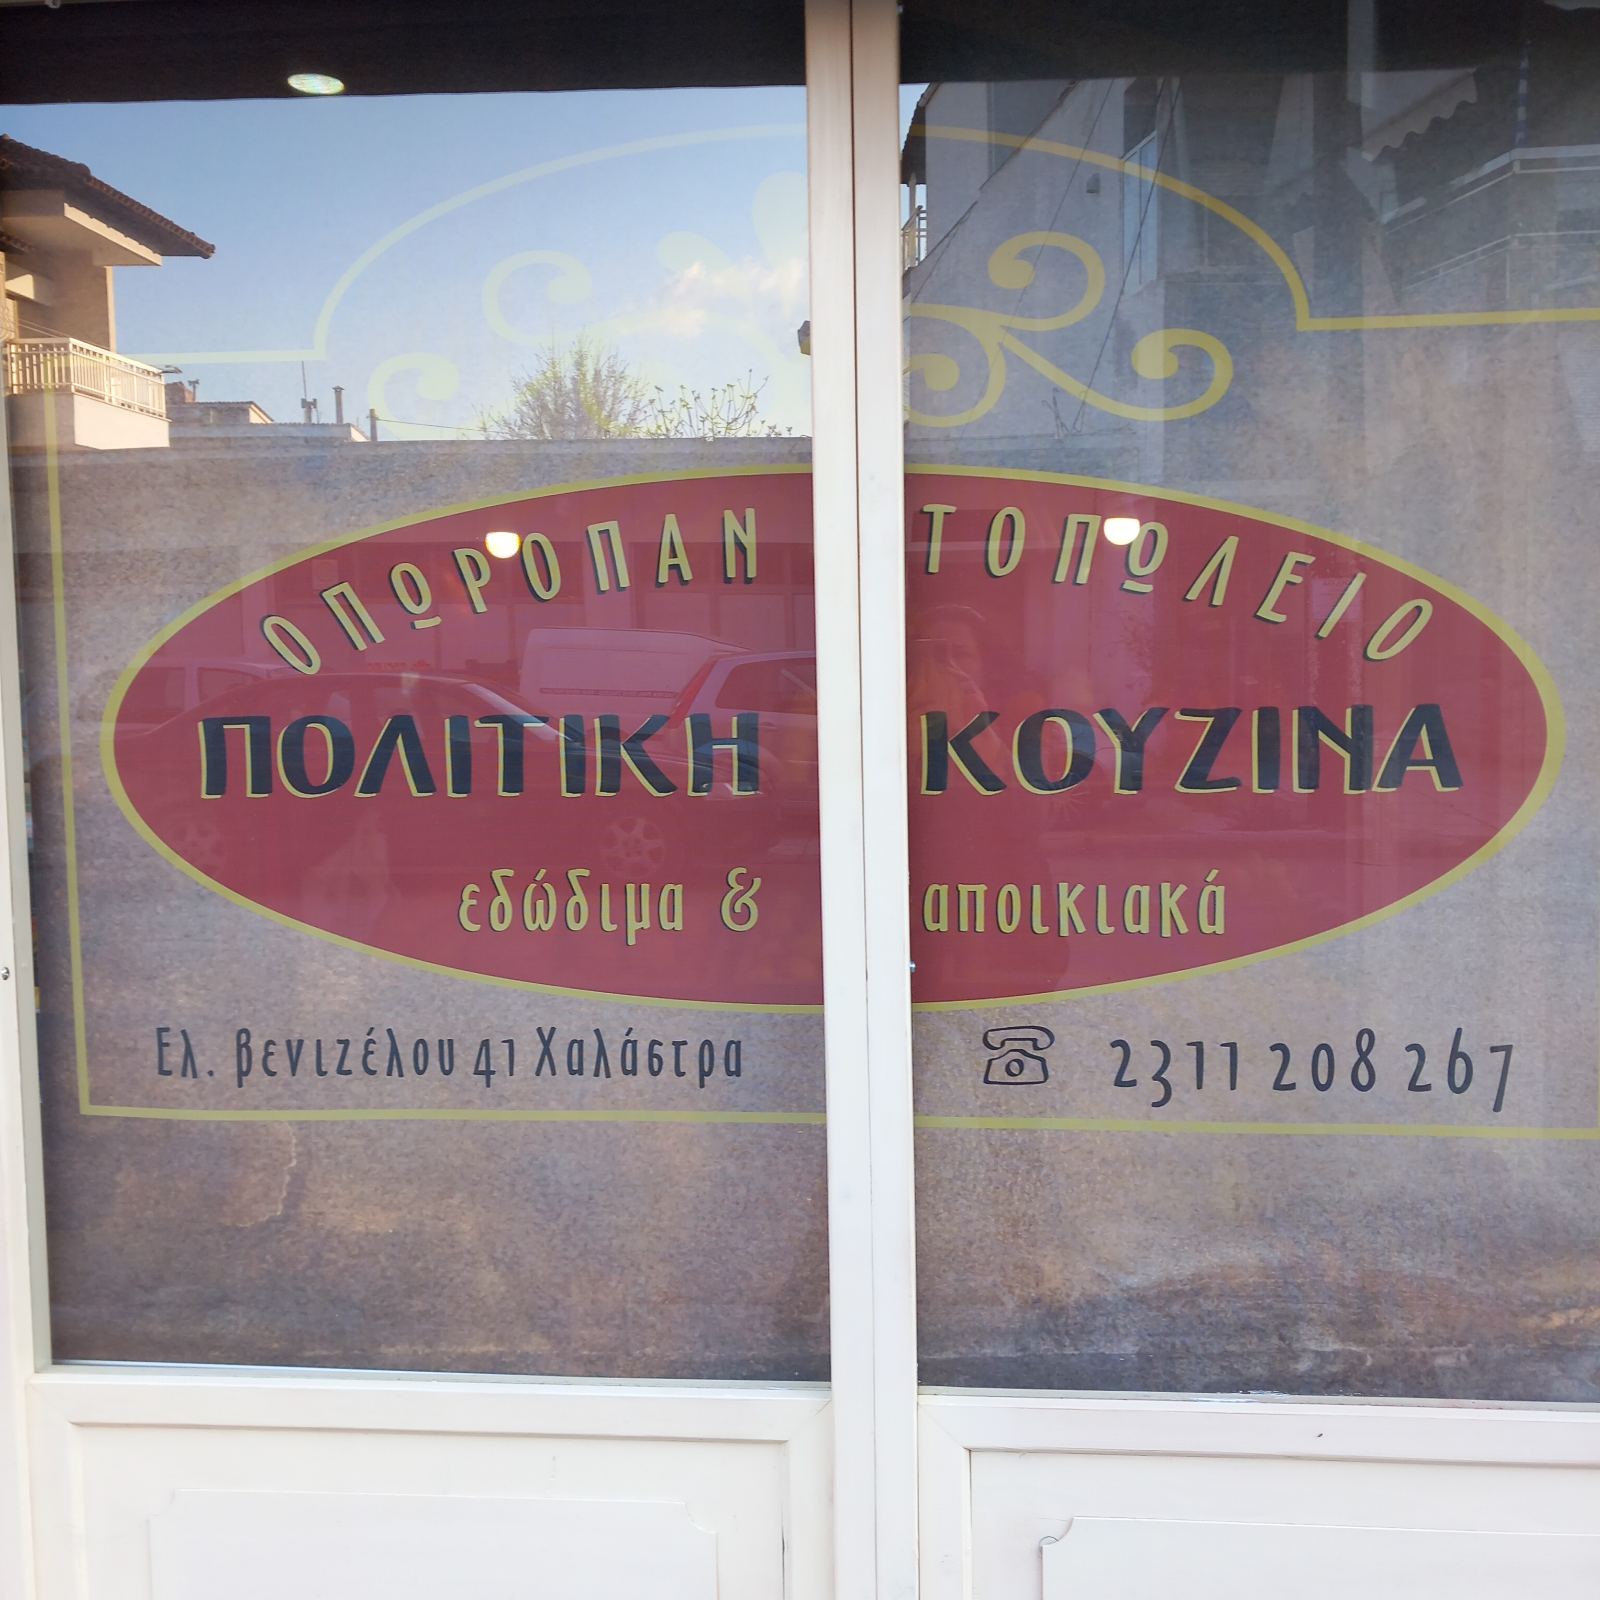 ΟΠΩΡΟΠΑΝΤΟΠΩΛΕΙΟ
ΠΟΛΙΤΙΚΗ ΚΟΥΖΙΝΑ
εδώδιμα & αποικιακά
Ελ. βενιζέλου 41 Χαλάστρα
2311 208 267